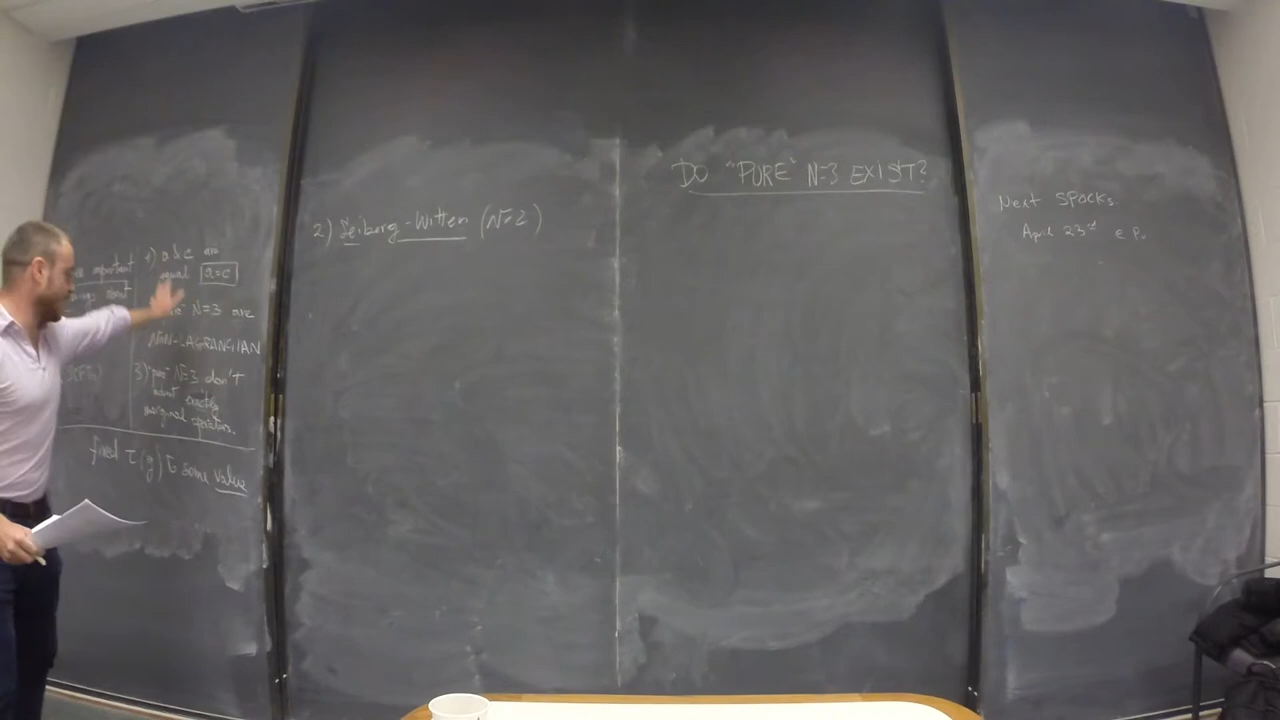 important
1) a & c are
equal a=c
N=3 are
NON-LAGRANGIAN
3) "pure" N=3 don't
exactly
marginal operators.
fixed τ(g) to some value
2) Seiberg-Witten (N=2)
DO "PURE" N=3 EXIST?
Next SPOCKs
April 23rd @ P.